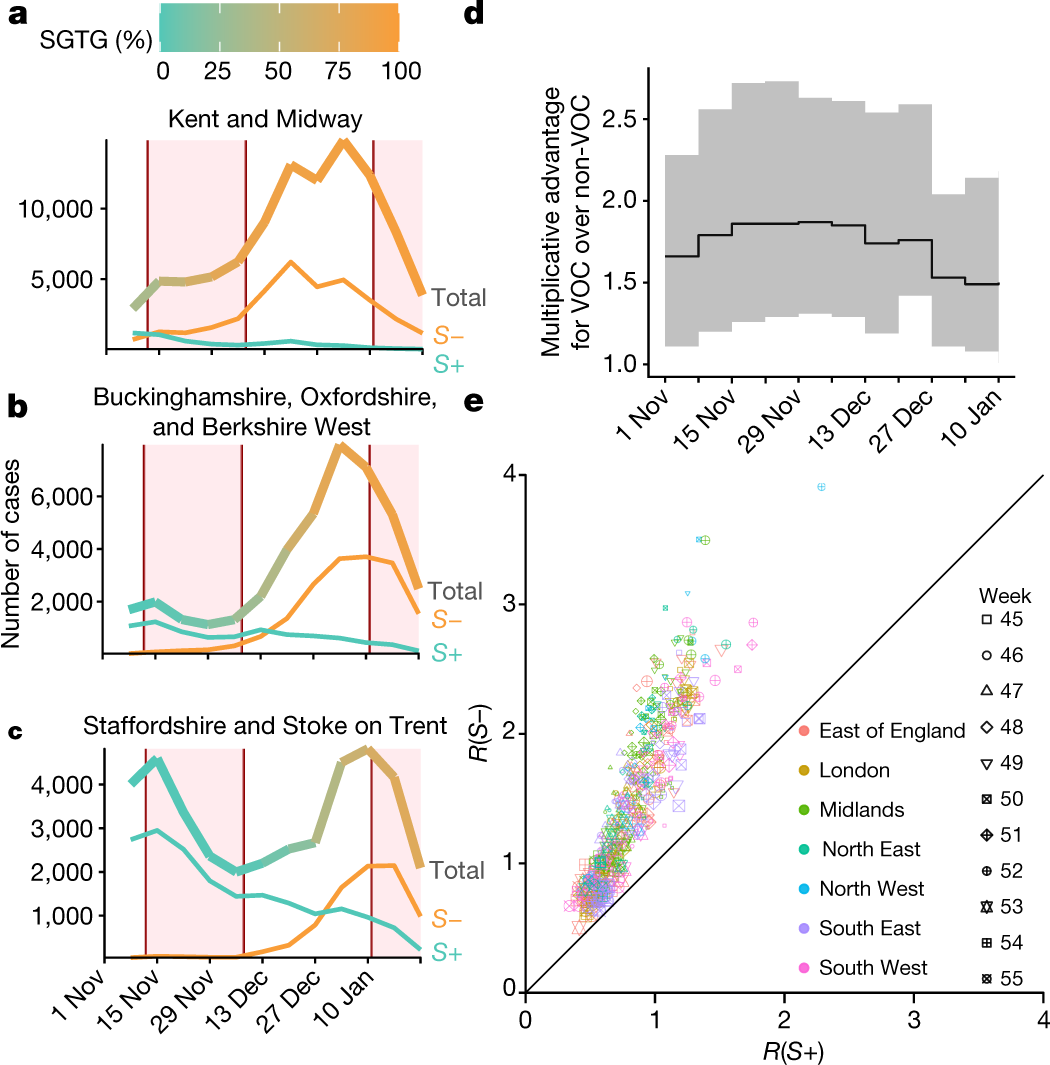 a
SGTG (%)
0 25 50 75 100
Kent and Midway
10,000
5,000
Total
S–
S+
b
Buckinghamshire, Oxfordshire,
and Berkshire West
Number of cases
6,000
4,000
2,000
Total
S–
S+
c
Staffordshire and Stoke on Trent
4,000
3,000
2,000
1,000
Total
S–
S+
1 Nov 15 Nov 29 Nov 13 Dec 27 Dec 10 Jan
d
Multiplicative advantage
for VOC over non-VOC
2.5
2.0
1.5
1.0
1 Nov 15 Nov 29 Nov 13 Dec 27 Dec 10 Jan
e
R(S–)
4
3
2
1
0
East of England
London
Midlands
North East
North West
South East
South West
Week
45
46
47
48
49
50
51
52
53
54
55
0 1 2 3 4
R(S+)